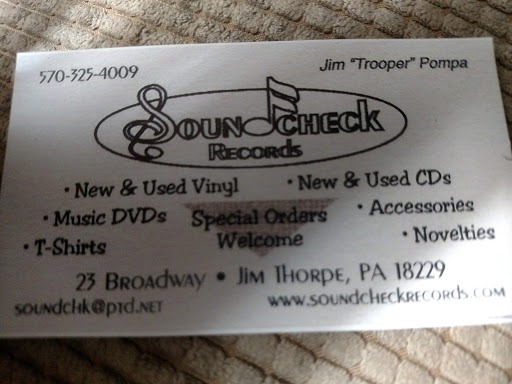 570-325-4009
Jim "Trooper" Pompa
SOUNDCHECK
RECORDS
• New & Used Vinyl • New & Used CDs
• Music DVDs Special Orders • Accessories
• T-Shirts Welcome • Novelties
23 BROADWAY • JIM THORPE, PA 18229
soundchk@ptd.net www.soundcheckrecords.com